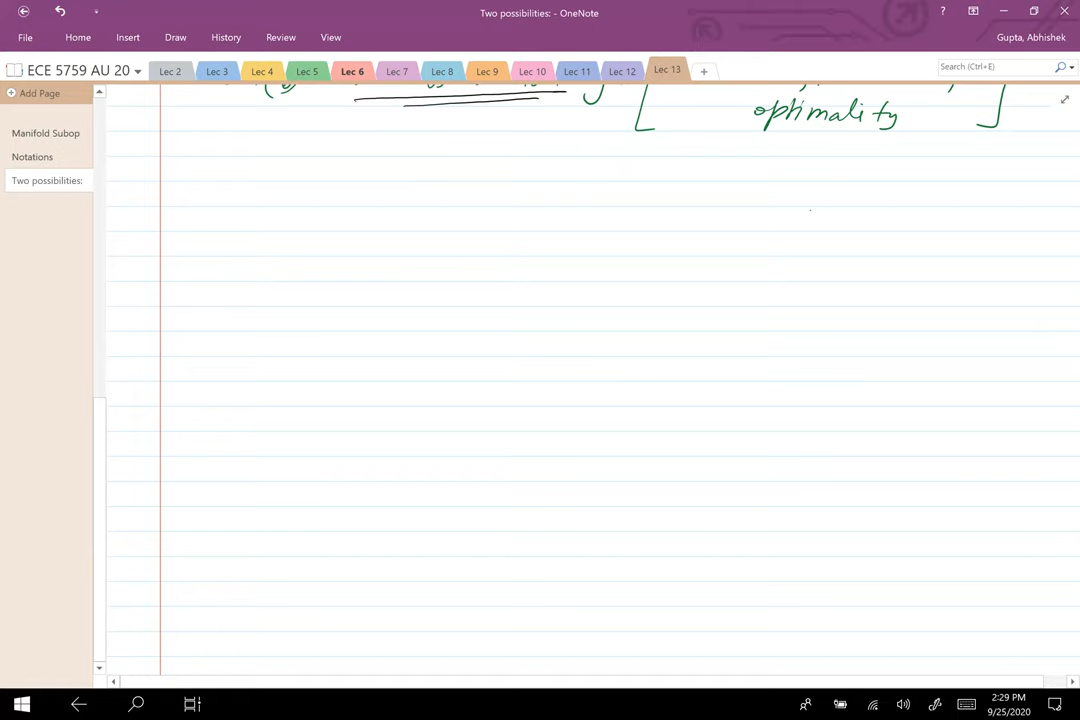 Two possibilities: - OneNote
File Home Insert Draw History Review View
Gupta, Abhishek
ECE 5759 AU 20
Lec 2 Lec 3 Lec 4 Lec 5 Lec 6 Lec 7 Lec 8 Lec 9 Lec 10 Lec 11 Lec 12 Lec 13
Search (Ctrl+E)
Add Page
optimality
Manifold Subop
Notations
Two possibilities:
2:29 PM
9/25/2020